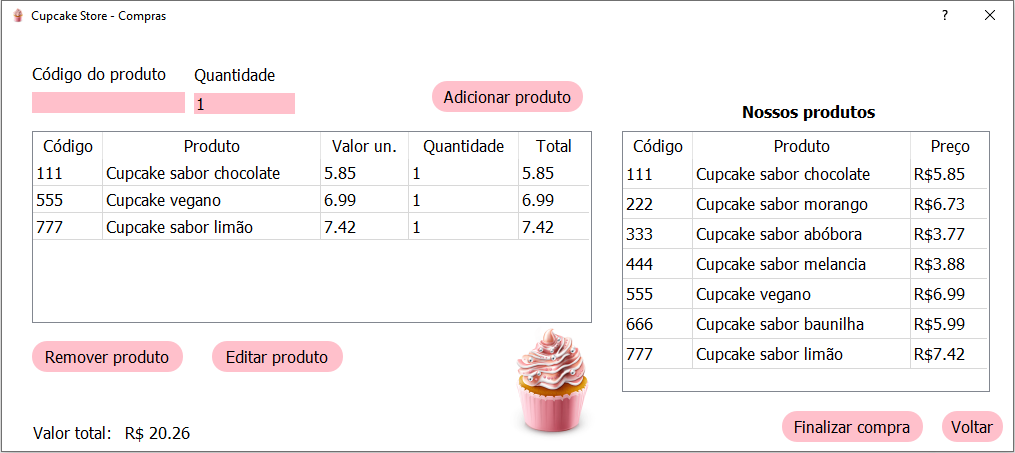 Cupcake Store - Compras
?
Código do produto Quantidade
1
Adicionar produto
Código Produto Valor un. Quantidade Total
111 Cupcake sabor chocolate 5.85 1 5.85
555 Cupcake vegano 6.99 1 6.99
777 Cupcake sabor limão 7.42 1 7.42
Remover produto Editar produto
Valor total: R$ 20.26
Nossos produtos
Código Produto Preço
111 Cupcake sabor chocolate R$5.85
222 Cupcake sabor morango R$6.73
333 Cupcake sabor abóbora R$3.77
444 Cupcake sabor melancia R$3.88
555 Cupcake vegano R$6.99
666 Cupcake sabor baunilha R$5.99
777 Cupcake sabor limão R$7.42
Finalizar compra Voltar